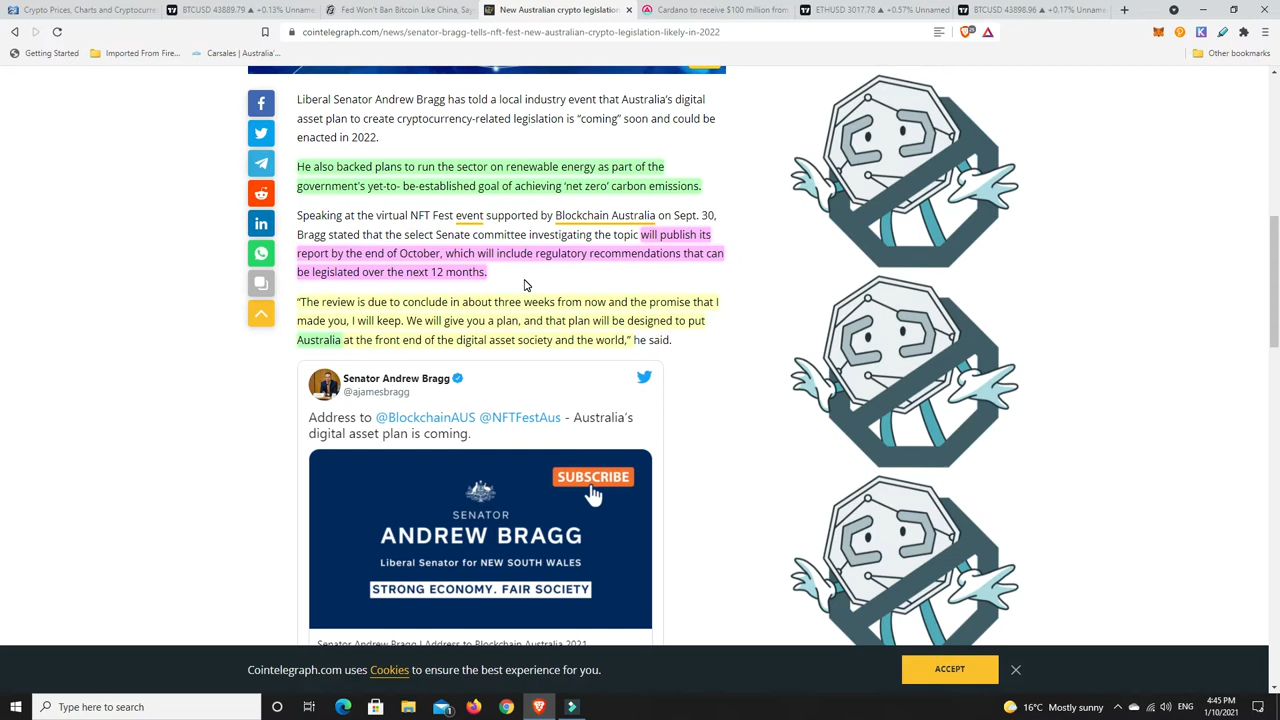 Crypto Prices, Charts and Cryptocurr
BTCUSD 43889.79 ▲ +0.13% Unname
Fed Won't Ban Bitcoin Like China, Say
New Australian crypto legislation
Cardano to receive $100 million from
ETHUSD 3017.78 ▲ +0.57% Unname
BTCUSD 43898.96 ▲ +0.17% Unname
cointelegraph.com/news/senator-bragg-tells-nft-fest-new-australian-crypto-legislation-likely-in-2022
Getting Started
Imported From Fire...
Carsales | Australia'...
Other bookmarks
Liberal Senator Andrew Bragg has told a local industry event that Australia's digital
asset plan to create cryptocurrency-related legislation is "coming" soon and could be
enacted in 2022.
He also backed plans to run the sector on renewable energy as part of the
government's yet-to- be-established goal of achieving 'net zero' carbon emissions.
Speaking at the virtual NFT Fest event supported by Blockchain Australia on Sept. 30,
Bragg stated that the select Senate committee investigating the topic will publish its
report by the end of October, which will include regulatory recommendations that can
be legislated over the next 12 months.
"The review is due to conclude in about three weeks from now and the promise that I
made you, I will keep. We will give you a plan, and that plan will be designed to put
Australia at the front end of the digital asset society and the world," he said.
Senator Andrew Bragg
@ajamesbragg
Address to @BlockchainAUS @NFTFestAus - Australia's
digital asset plan is coming.
SUBSCRIBE
SENATOR
ANDREW BRAGG
Liberal Senator for NEW SOUTH WALES
STRONG ECONOMY. FAIR SOCIETY
Senator Andrew Bragg | Address to Blockchain Australia 2021
Cointelegraph.com uses Cookies to ensure the best experience for you.
ACCEPT
Type here to search
16°C Mostly sunny
4:45 PM
1/10/2021